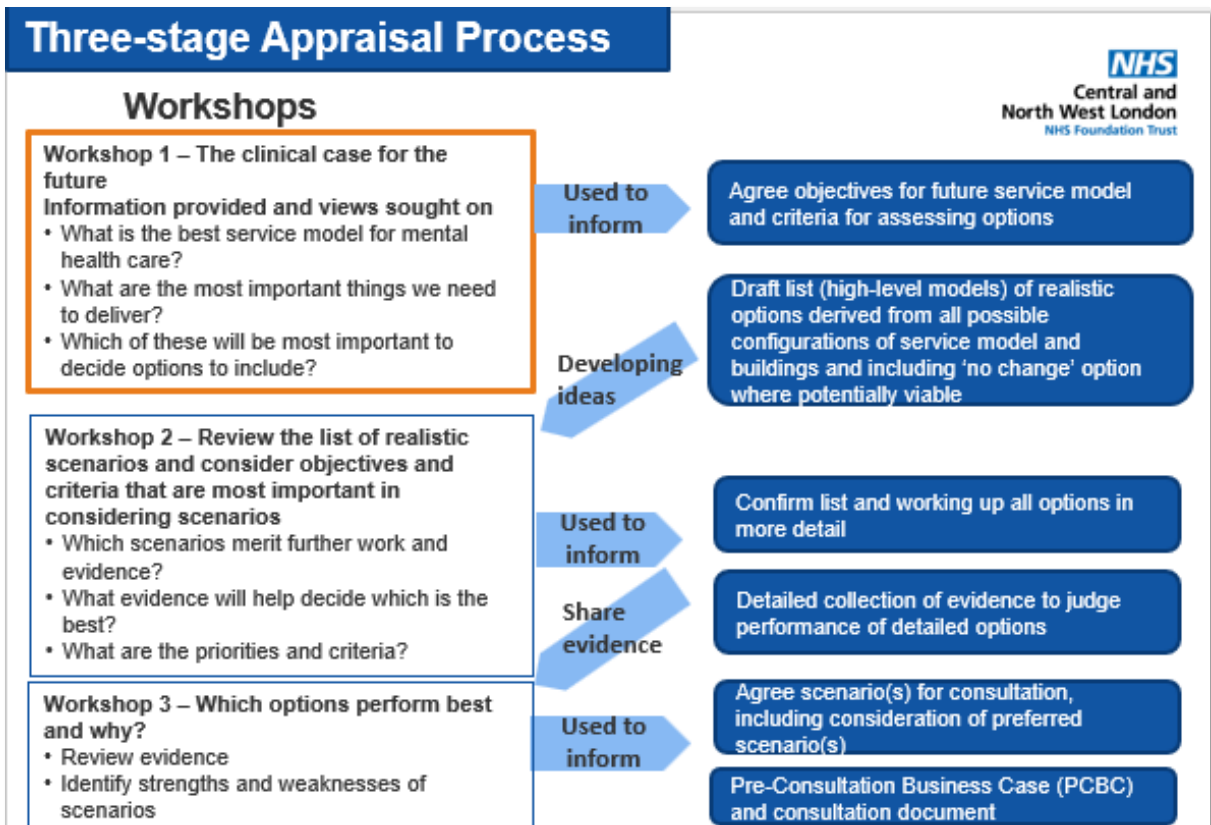 Three-stage Appraisal Process
NHS
Central and
North West London
NHS Foundation Trust
Workshops
Workshop 1 – The clinical case for the
future
Information provided and views sought on
• What is the best service model for mental
health care?
• What are the most important things we need
to deliver?
• Which of these will be most important to
decide options to include?
Used to
inform
Agree objectives for future service model
and criteria for assessing options
Draft list (high-level models) of realistic
options derived from all possible
configurations of service model and
buildings and including ‘no change’ option
where potentially viable
Developing
ideas
Workshop 2 – Review the list of realistic
scenarios and consider objectives and
criteria that are most important in
considering scenarios
• Which scenarios merit further work and
evidence?
• What evidence will help decide which is the
best?
• What are the priorities and criteria?
Used to
inform
Confirm list and working up all options in
more detail
Detailed collection of evidence to judge
performance of detailed options
Share
evidence
Workshop 3 – Which options perform best
and why?
• Review evidence
• Identify strengths and weaknesses of
scenarios
Used to
inform
Agree scenario(s) for consultation,
including consideration of preferred
scenario(s)
Pre-Consultation Business Case (PCBC)
and consultation document